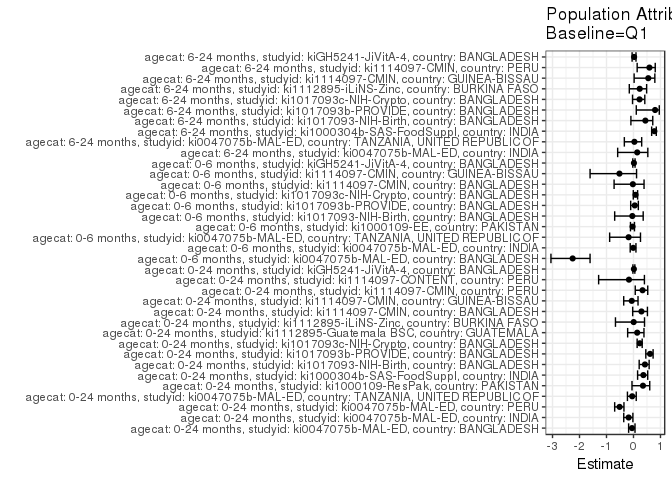 Population Attrib
Baseline=Q1
agecat: 6-24 months, studyid: kiGH5241-JiVitA-4, country: BANGLADESH
agecat: 6-24 months, studyid: ki1114097-CMIN, country: PERU
agecat: 6-24 months, studyid: ki1114097-CMIN, country: GUINEA-BISSAU
agecat: 6-24 months, studyid: ki1112895-iLiNS-Zinc, country: BURKINA FASO
agecat: 6-24 months, studyid: ki1017093c-NIH-Crypto, country: BANGLADESH
agecat: 6-24 months, studyid: ki1017093b-PROVIDE, country: BANGLADESH
agecat: 6-24 months, studyid: ki1017093-NIH-Birth, country: BANGLADESH
agecat: 6-24 months, studyid: ki1000304b-SAS-FoodSuppl, country: INDIA
agecat: 6-24 months, studyid: ki0047075b-MAL-ED, country: TANZANIA, UNITED REPUBLIC OF
agecat: 6-24 months, studyid: ki0047075b-MAL-ED, country: INDIA
agecat: 0-6 months, studyid: kiGH5241-JiVitA-4, country: BANGLADESH
agecat: 0-6 months, studyid: ki1114097-CMIN, country: GUINEA-BISSAU
agecat: 0-6 months, studyid: ki1114097-CMIN, country: BANGLADESH
agecat: 0-6 months, studyid: ki1017093c-NIH-Crypto, country: BANGLADESH
agecat: 0-6 months, studyid: ki1017093b-PROVIDE, country: BANGLADESH
agecat: 0-6 months, studyid: ki1017093-NIH-Birth, country: BANGLADESH
agecat: 0-6 months, studyid: ki1000109-EE, country: PAKISTAN
agecat: 0-6 months, studyid: ki0047075b-MAL-ED, country: TANZANIA, UNITED REPUBLIC OF
agecat: 0-6 months, studyid: ki0047075b-MAL-ED, country: INDIA
agecat: 0-6 months, studyid: ki0047075b-MAL-ED, country: BANGLADESH
agecat: 0-24 months, studyid: kiGH5241-JiVitA-4, country: BANGLADESH
agecat: 0-24 months, studyid: ki1114097-CONTENT, country: PERU
agecat: 0-24 months, studyid: ki1114097-CMIN, country: PERU
agecat: 0-24 months, studyid: ki1114097-CMIN, country: GUINEA-BISSAU
agecat: 0-24 months, studyid: ki1114097-CMIN, country: BANGLADESH
agecat: 0-24 months, studyid: ki1112895-iLiNS-Zinc, country: BURKINA FASO
agecat: 0-24 months, studyid: ki1112895-Guatemala BSC, country: GUATEMALA
agecat: 0-24 months, studyid: ki1017093c-NIH-Crypto, country: BANGLADESH
agecat: 0-24 months, studyid: ki1017093b-PROVIDE, country: BANGLADESH
agecat: 0-24 months, studyid: ki1017093-NIH-Birth, country: BANGLADESH
agecat: 0-24 months, studyid: ki1000304b-SAS-FoodSuppl, country: INDIA
agecat: 0-24 months, studyid: ki1000109-ResPak, country: PAKISTAN
agecat: 0-24 months, studyid: ki0047075b-MAL-ED, country: TANZANIA, UNITED REPUBLIC OF
agecat: 0-24 months, studyid: ki0047075b-MAL-ED, country: PERU
agecat: 0-24 months, studyid: ki0047075b-MAL-ED, country: INDIA
agecat: 0-24 months, studyid: ki0047075b-MAL-ED, country: BANGLADESH
-3 -2 -1 0 1
Estimate